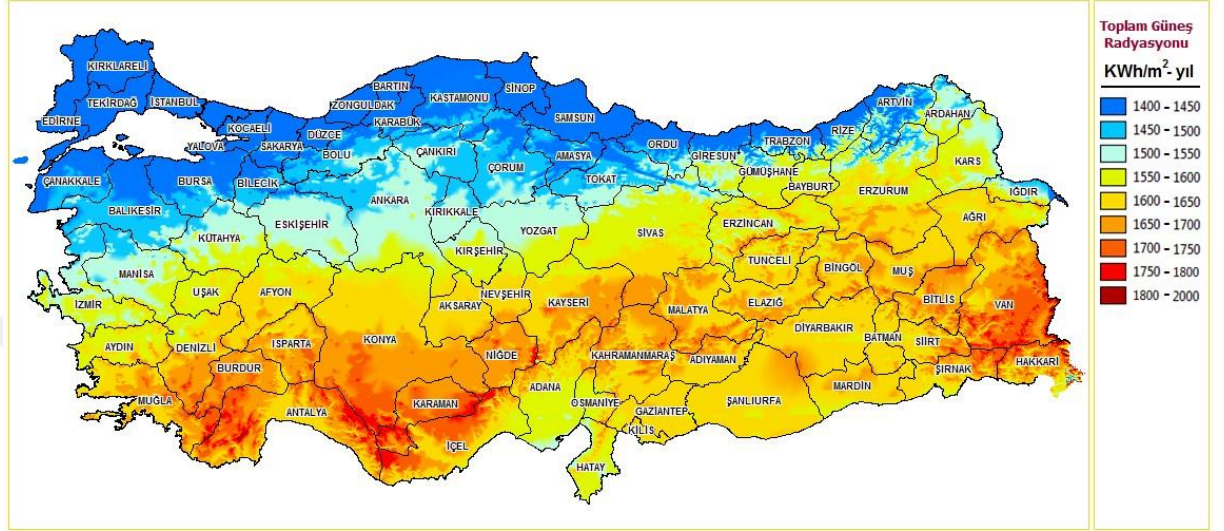 Toplam Güneş
Radyasyonu
KWh/m²- yıl
1400 - 1450
1450 - 1500
1500 - 1550
1550 - 1600
1600 - 1650
1650 - 1700
1700 - 1750
1750 - 1800
1800 - 2000
KIRKLARELİ
TEKİRDAĞ
İSTANBUL
EDİRNE
KOCAELİ
YALOVA
SAKARYA
DÜZCE
BOLU
ZONGULDAK
BARTIN
KARABÜK
KASTAMONU
SİNOP
SAMSUN
ORDU
GİRESUN
TRABZON
RİZE
ARTVİN
ARDAHAN
KARS
IĞDIR
ÇANAKKALE
BALIKESİR
BURSA
BİLECİK
ESKİŞEHİR
KÜTAHYA
ANKARA
ÇANKIRI
KIRIKKALE
ÇORUM
AMASYA
TOKAT
YOZGAT
KIRŞEHİR
SİVAS
GÜMÜŞHANE
BAYBURT
ERZURUM
ERZİNCAN
AĞRI
MANİSA
İZMİR
UŞAK
AFYON
AYDIN
DENİZLİ
ISPARTA
BURDUR
MUĞLA
ANTALYA
KONYA
AKSARAY
NEVŞEHİR
KAYSERİ
NİĞDE
KARAMAN
İÇEL
ADANA
OSMANİYE
HATAY
KAHRAMANMARAŞ
MALATYA
ADIYAMAN
GAZİANTEP
KİLİS
ŞANLIURFA
TUNCELİ
ELAZIĞ
BİNGÖL
MUŞ
BİTLİS
VAN
DİYARBAKIR
BATMAN
SİİRT
MARDİN
ŞIRNAK
HAKKARİ